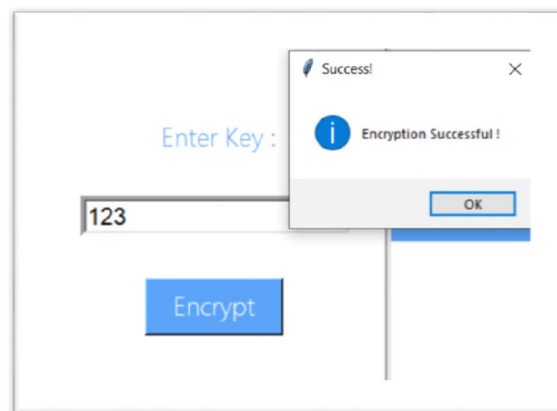 Success!
Encryption Successful !
OK
Enter Key :
123
Encrypt